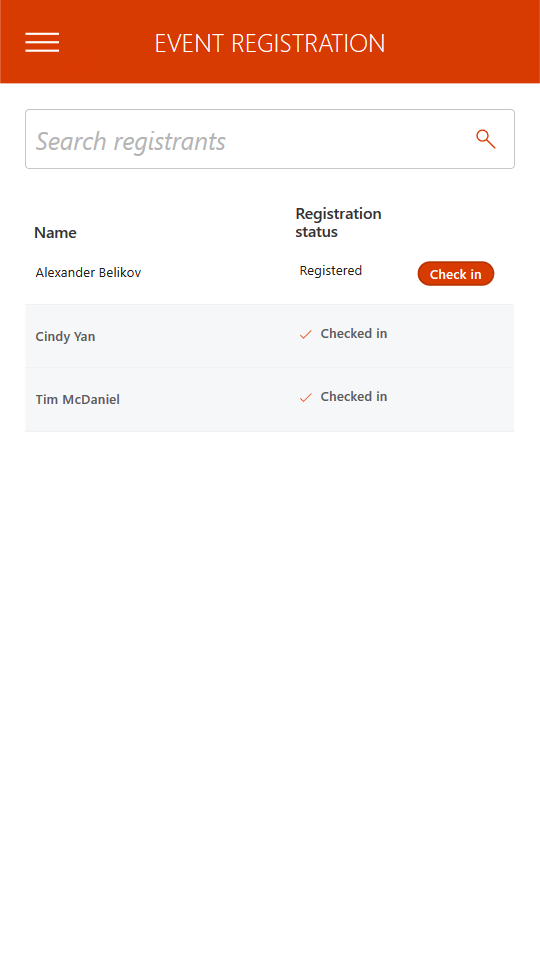 EVENT REGISTRATION
Search registrants
Name
Registration
status
Alexander Belikov
Registered
Check in
Cindy Yan
Checked in
Tim McDaniel
Checked in